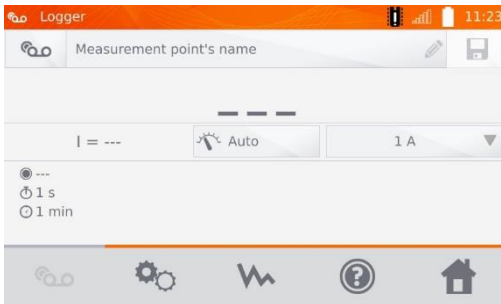 Logger 11:23
Measurement point's name
---
I = --- Auto 1 A
---
1 s
1 min
?